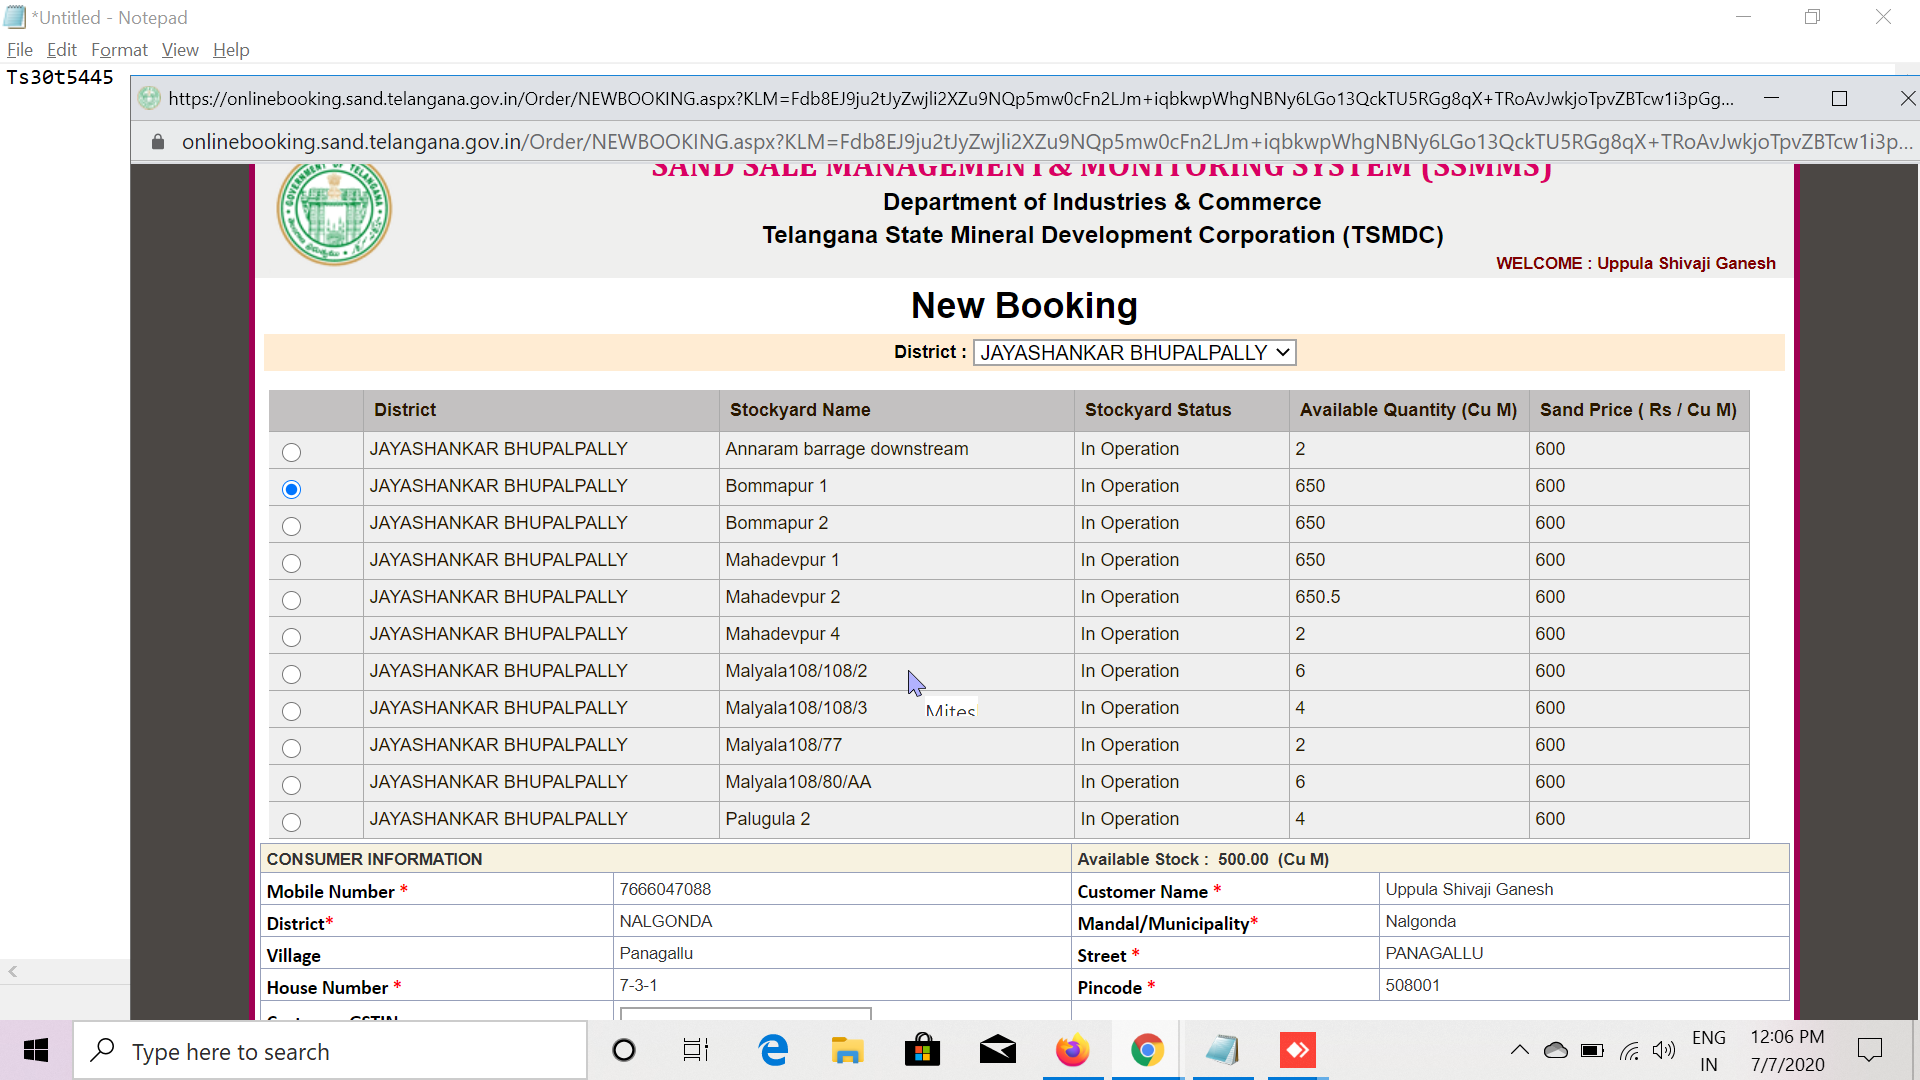 *Untitled - Notepad
File Edit Format View Help
Ts30t5445
https://onlinebooking.sand.telangana.gov.in/Order/NEWBOOKING.aspx?KLM=Fdb8EJ9ju2tJyZwjli2XZu9NQp5mw0cFn2LJm+iqbkwpWhgNBNy6LGo13QckTU5RGg8qX+TRoAvJwkjoTpvZBTcw1i3pGg...
onlinebooking.sand.telangana.gov.in/Order/NEWBOOKING.aspx?KLM=Fdb8EJ9ju2tJyZwjli2XZu9NQp5mw0cFn2LJm+iqbkwpWhgNBNy6LGo13QckTU5RGg8qX+TRoAvJwkjoTpvZBTcw1i3p...
SAND SALE MANAGEMENT & MONITORING SYSTEM (SSMMS)
Department of Industries & Commerce
Telangana State Mineral Development Corporation (TSMDC)
WELCOME : Uppula Shivaji Ganesh
New Booking
District : JAYASHANKAR BHUPALPALLY
District Stockyard Name Stockyard Status Available Quantity (Cu M) Sand Price ( Rs / Cu M)
JAYASHANKAR BHUPALPALLY Annaram barrage downstream In Operation 2 600
JAYASHANKAR BHUPALPALLY Bommapur 1 In Operation 650 600
JAYASHANKAR BHUPALPALLY Bommapur 2 In Operation 650 600
JAYASHANKAR BHUPALPALLY Mahadevpur 1 In Operation 650 600
JAYASHANKAR BHUPALPALLY Mahadevpur 2 In Operation 650.5 600
JAYASHANKAR BHUPALPALLY Mahadevpur 4 In Operation 2 600
JAYASHANKAR BHUPALPALLY Malyala108/108/2 In Operation 6 600
JAYASHANKAR BHUPALPALLY Malyala108/108/3 In Operation 4 600
Mites
JAYASHANKAR BHUPALPALLY Malyala108/77 In Operation 2 600
JAYASHANKAR BHUPALPALLY Malyala108/80/AA In Operation 6 600
JAYASHANKAR BHUPALPALLY Palugula 2 In Operation 4 600
CONSUMER INFORMATION Available Stock : 500.00 (Cu M)
Mobile Number * 7666047088 Customer Name * Uppula Shivaji Ganesh
District* NALGONDA Mandal/Municipality* Nalgonda
Village Panagallu Street * PANAGALLU
House Number * 7-3-1 Pincode * 508001
Type here to search
ENG
IN
12:06 PM
7/7/2020